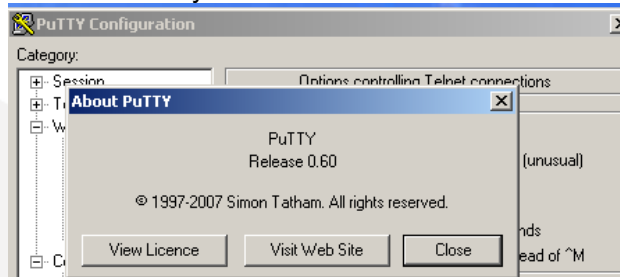 PuTTY Configuration
Category:
Session
Options controlling Telnet connections
About PuTTY
PuTTY
Release 0.60
(unusual)
© 1997-2007 Simon Tatham. All rights reserved.
View Licence
Visit Web Site
Close
ead of ^M